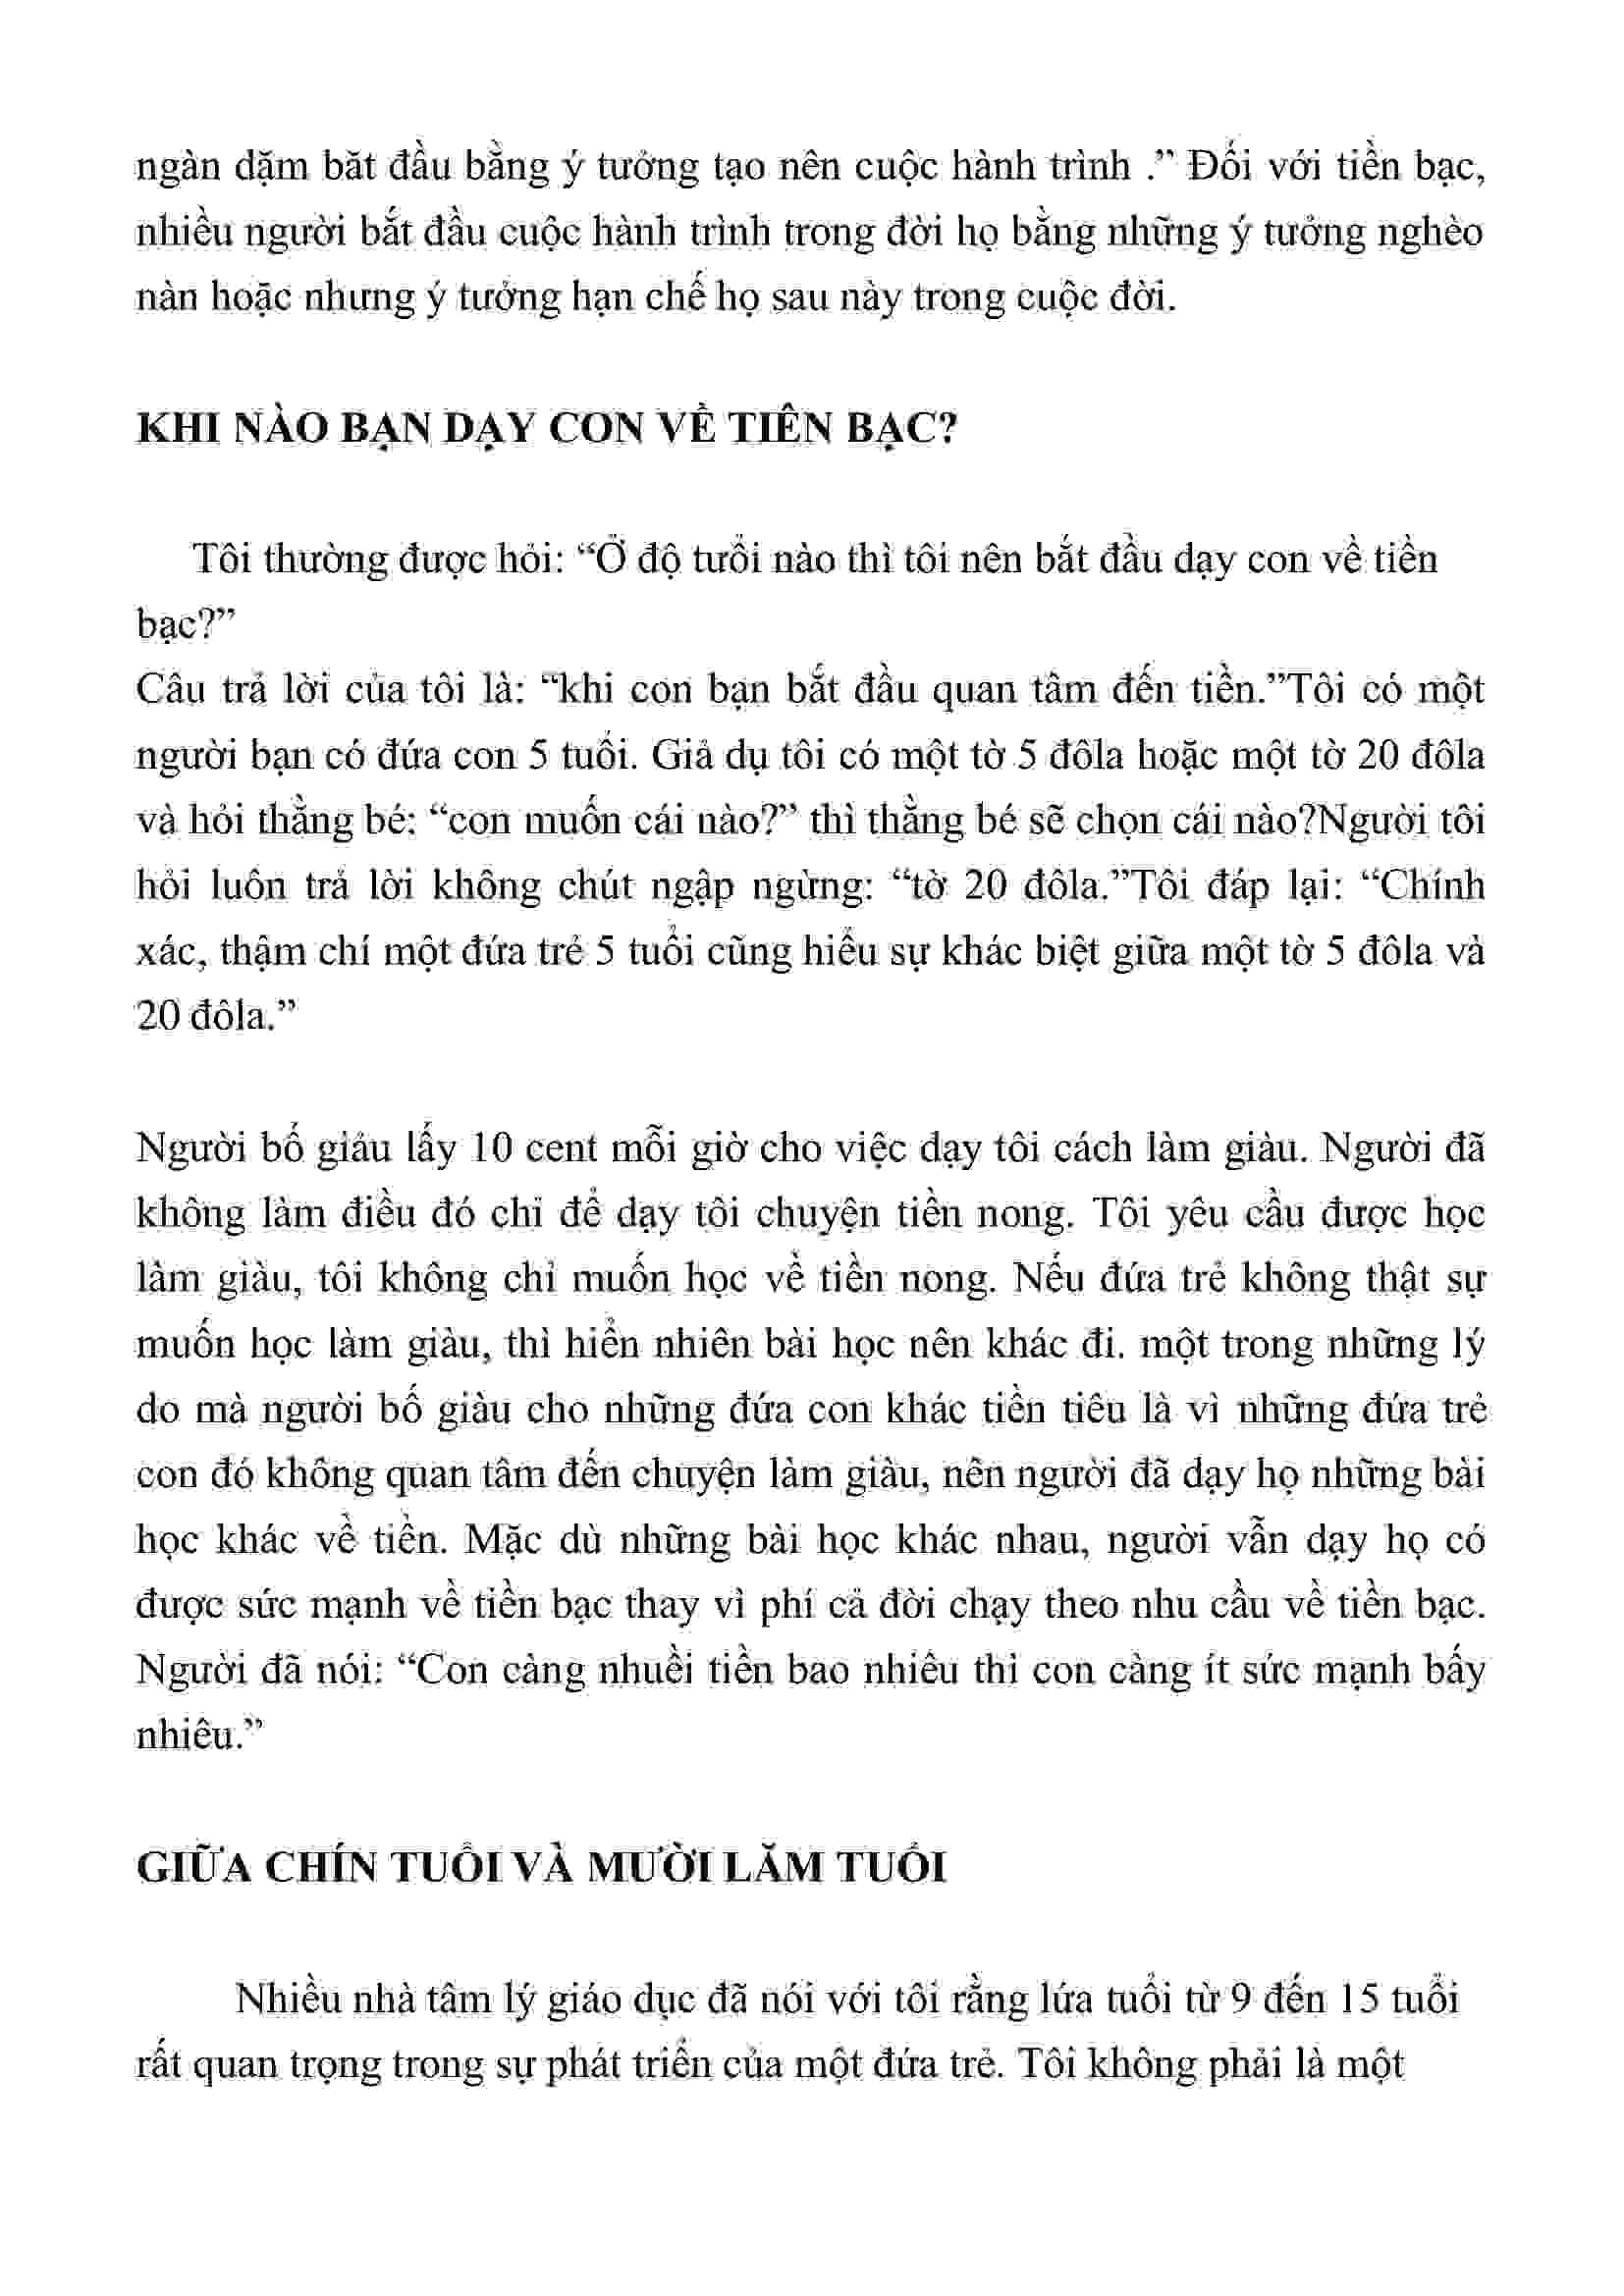 ngàn dặm băt đầu bằng ý tưởng tạo nên cuộc hành trình .” Đối với tiền bạc,
nhiều người bắt đầu cuộc hành trình trong đời họ bằng những ý tưởng nghèo
nàn hoặc nhưng ý tưởng hạn chế họ sau này trong cuộc đời.
KHI NÀO BẠN DẠY CON VỀ TIÊN BẠC?
Tôi thường được hỏi: “Ở độ tuổi nào thì tôi nên bắt đầu dạy con về tiền
bạc?”
Câu trả lời của tôi là: “khi con bạn bắt đầu quan tâm đến tiền.”Tôi có một
người bạn có đứa con 5 tuổi. Giả dụ tôi có một tờ 5 đôla hoặc một tờ 20 đôla
và hỏi thằng bé: “con muốn cái nào?” thì thằng bé sẽ chọn cái nào?Người tôi
hỏi luôn trả lời không chút ngập ngừng: “tờ 20 đôla.”Tôi đáp lại: “Chính
xác, thậm chí một đứa trẻ 5 tuổi cũng hiểu sự khác biệt giữa một tờ 5 đôla và
20 đôla.”
Người bố giảu lấy 10 cent mỗi giờ cho việc dạy tôi cách làm giàu. Người đã
không làm điều đó chỉ để dạy tôi chuyện tiền nong. Tôi yêu cầu được học
làm giàu, tôi không chỉ muốn học về tiền nong. Nếu đứa trẻ không thật sự
muốn học làm giàu, thì hiển nhiên bài học nên khác đi. một trong những lý
do mà người bố giàu cho những đứa con khác tiền tiêu là vì những đứa trẻ
con đó không quan tâm đến chuyện làm giàu, nên người đã dạy họ những bài
học khác về tiền. Mặc dù những bài học khác nhau, người vẫn dạy họ có
được sức mạnh về tiền bạc thay vì phí cả đời chạy theo nhu cầu về tiền bạc.
Người đã nói: “Con càng nhuềi tiền bao nhiêu thì con càng ít sức mạnh bấy
nhiêu.”
GIỮA CHÍN TUỔI VÀ MƯỜI LĂM TUỔI
Nhiều nhà tâm lý giáo dục đã nói với tôi rằng lứa tuổi từ 9 đến 15 tuổi
rất quan trọng trong sự phát triển của một đứa trẻ. Tôi không phải là một